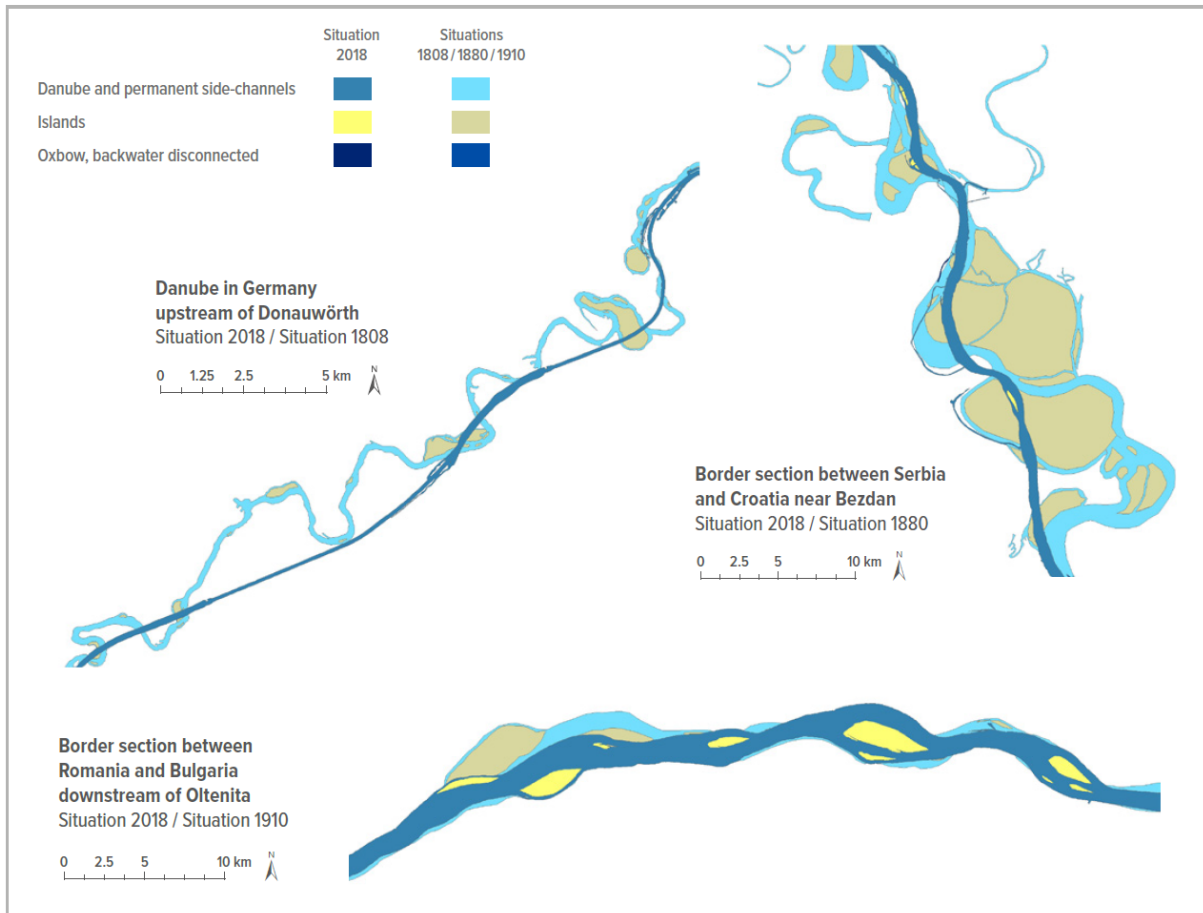 Situation
2018
Situations
1808/1880/1910
Danube and permanent side-channels
Islands
Oxbow, backwater disconnected
Danube in Germany
upstream of Donauwörth
Situation 2018 / Situation 1808
0 1.25 2.5 5 km
N
Border section between Serbia
and Croatia near Bezdan
Situation 2018 / Situation 1880
0 2.5 5 10 km
N
Border section between
Romania and Bulgaria
downstream of Oltenita
Situation 2018 / Situation 1910
0 2.5 5 10 km
N